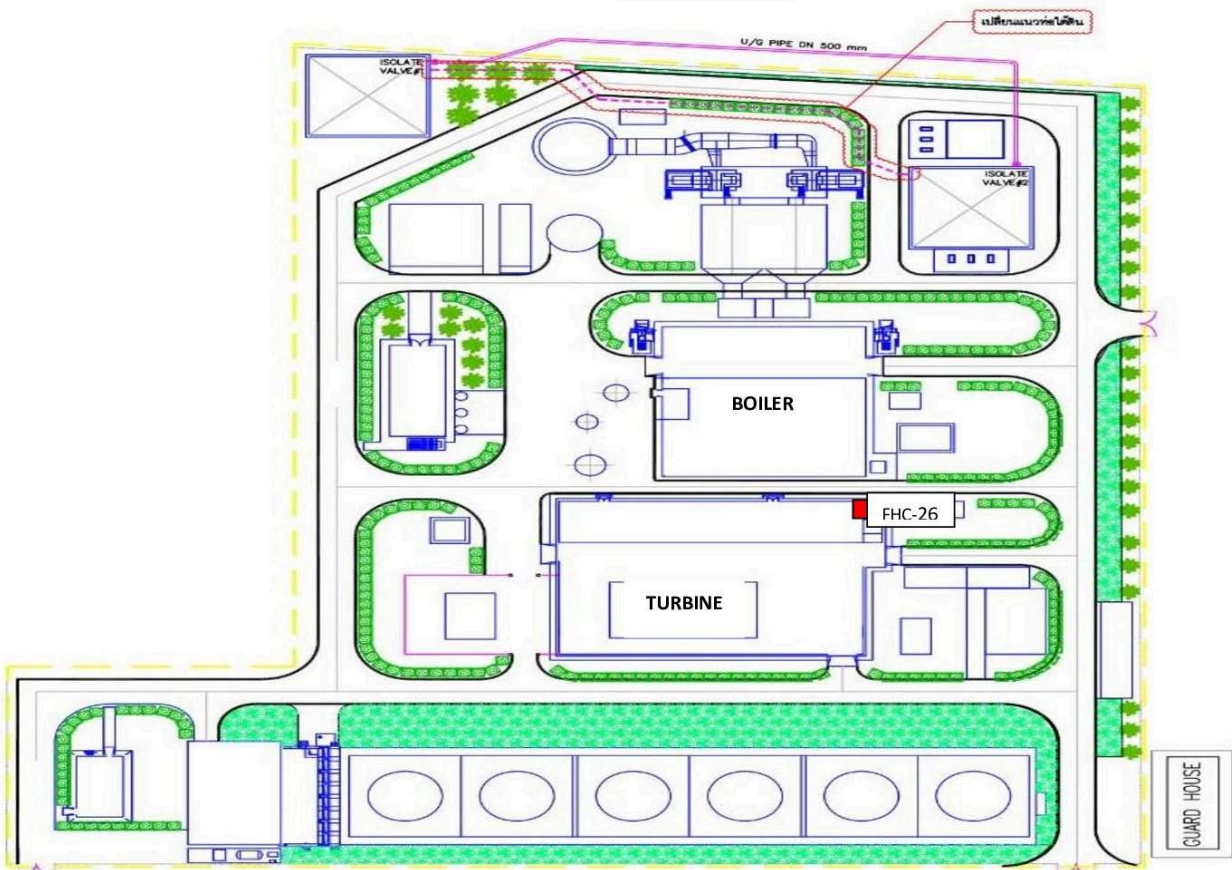 เปลี่ยนแนวท่อใต้ดิน
U/G PIPE DN 500 mm
ISOLATE
VALVE#1
ISOLATE
VALVE#2
BOILER
FHC-26
TURBINE
GUARD HOUSE